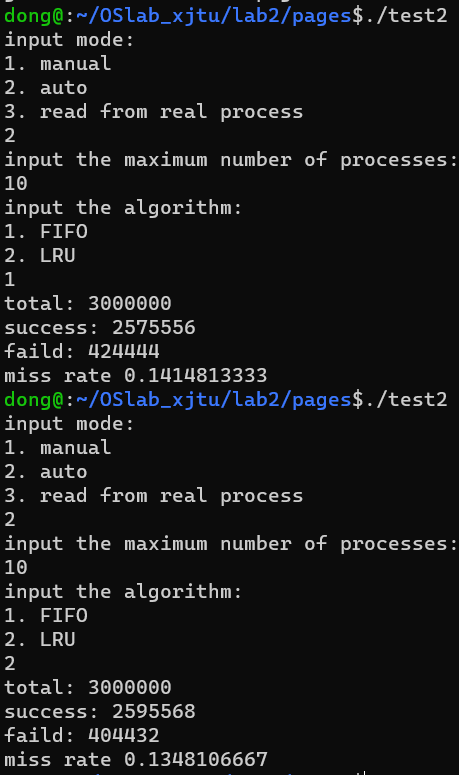 dong@:~/OSlab_xjtu/lab2/pages$./test2
input mode:
1. manual
2. auto
3. read from real process
2
input the maximum number of processes:
10
input the algorithm:
1. FIFO
2. LRU
1
total: 3000000
success: 2575556
faild: 424444
miss rate 0.1414813333
dong@:~/OSlab_xjtu/lab2/pages$./test2
input mode:
1. manual
2. auto
3. read from real process
2
input the maximum number of processes:
10
input the algorithm:
1. FIFO
2. LRU
2
total: 3000000
success: 2595568
faild: 404432
miss rate 0.1348106667